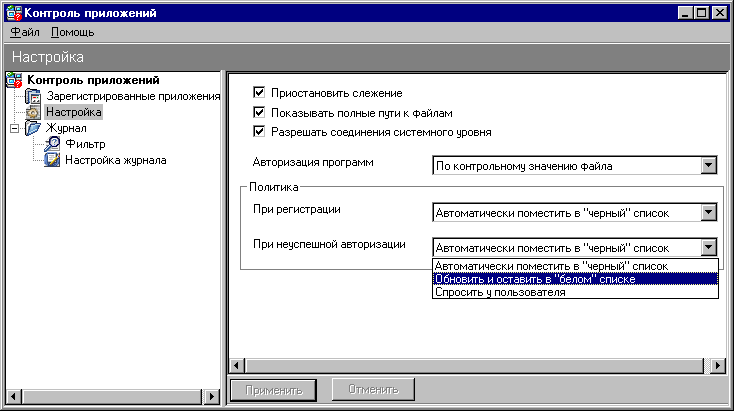 Контроль приложений
Файл Помощь
Настройка
Контроль приложений
Зарегистрированные приложения
Настройка
Журнал
Фильтр
Настройка журнала
Приостановить слежение
Показывать полные пути к файлам
Разрешать соединения системного уровня
Авторизация программ По контрольному значению файла
Политика
При регистрации Автоматически поместить в "черный" список
При неуспешной авторизации Автоматически поместить в "черный" список
Автоматически поместить в "черный" список
Обновить и оставить в "белом" списке
Спросить у пользователя
Применить Отменить